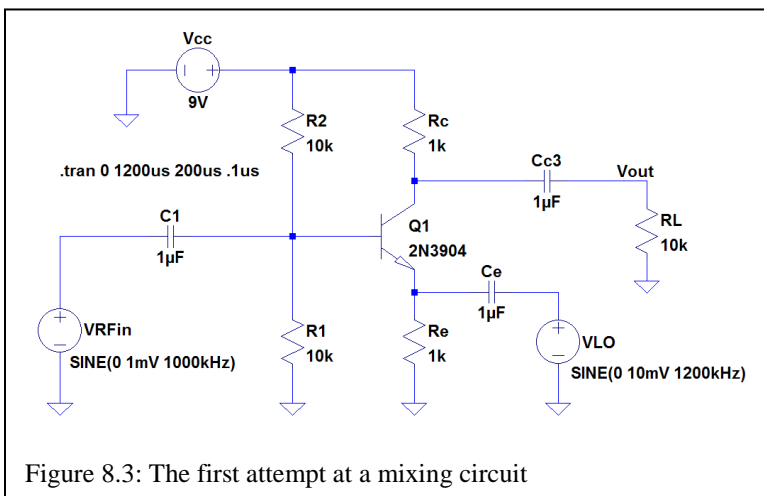 Vcc
9V
R2
10k
Rc
1k
.tran 0 1200us 200us .1us
Cc3
1µF
Vout
RL
10k
C1
1µF
Q1
2N3904
Ce
1µF
VRFin
SINE(0 1mV 1000kHz)
R1
10k
Re
1k
VLO
SINE(0 10mV 1200kHz)
Figure 8.3: The first attempt at a mixing circuit